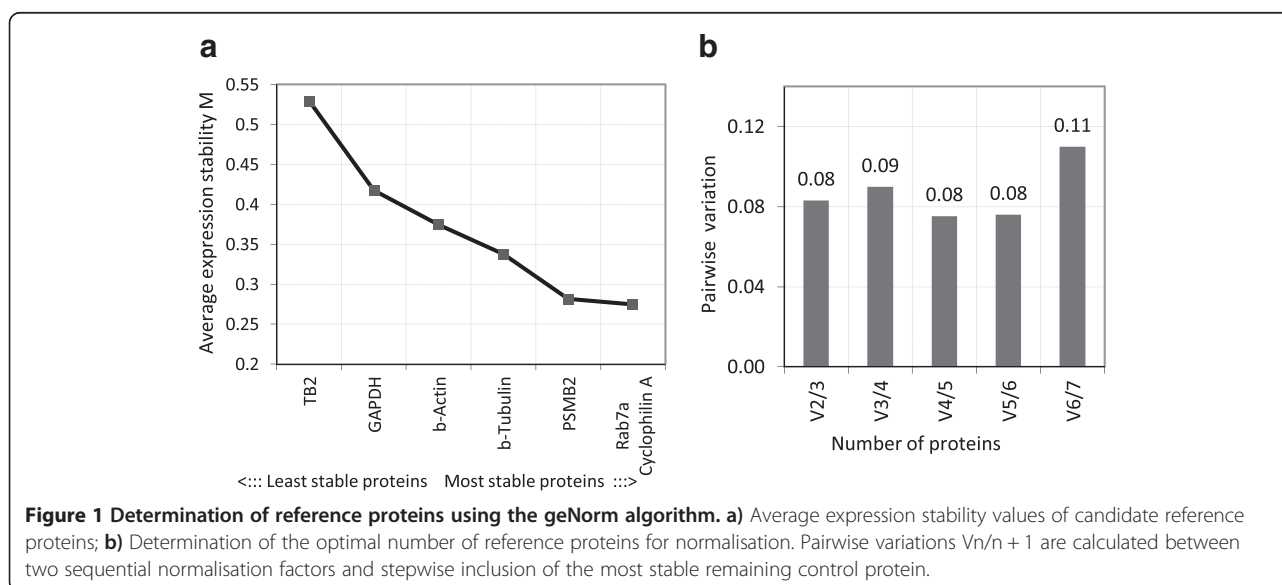 a
b
Average expression stability M
0.55
0.5
0.45
0.4
0.35
0.3
0.25
0.2
TB2
GAPDH
b-Actin
b-Tubulin
PSMB2
Rab7a
Cyclophilin A
<::: Least stable proteins Most stable proteins :::>
Pairwise variation
0.12
0.08
0.04
0.00
0.08
0.09
0.08
0.08
0.11
V2/3
V3/4
V4/5
V5/6
V6/7
Number of proteins
Figure 1 Determination of reference proteins using the geNorm algorithm. a) Average expression stability values of candidate reference
proteins; b) Determination of the optimal number of reference proteins for normalisation. Pairwise variations Vn/n + 1 are calculated between
two sequential normalisation factors and stepwise inclusion of the most stable remaining control protein.